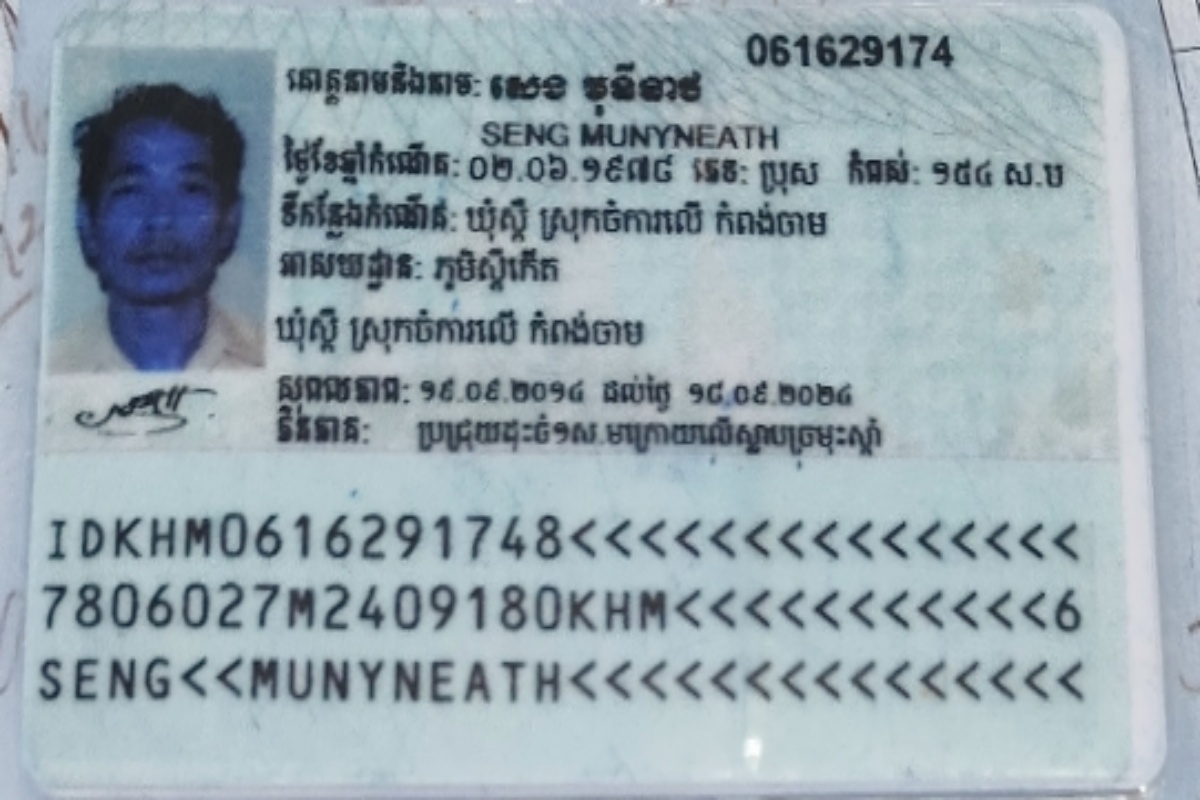 061629174
គោត្តនាមនិងនាម: សេង មុនីនាថ
SENG MUNYNEATH
ថ្ងៃខែឆ្នាំកំណើត: ០២.០៦.១៩៧៨ ភេទ: ប្រុស កំពស់: ១៥៤ ស.ម
ទីកន្លែងកំណើត: ឃុំស្ពឺ ស្រុកចំការលើ កំពង់ចាម
អាសយដ្ឋាន: ភូមិស្ពឺកើត
ឃុំស្ពឺ ស្រុកចំការលើ កំពង់ចាម
សុពលភាព: ១៩.០៩.២០១៤ ដល់ថ្ងៃ ១៨.០៩.២០២៤
ភិនភាគ: ប្រជ្រុយដុះចំ១ស.មក្រោយលើស្លាបច្រមុះស្តាំ
IDKHM0616291748<<<<<<<<<<<<<<<
7806027M2409180KHM<<<<<<<<<<<6
SENG<<MUNYNEATH<<<<<<<<<<<<<<<